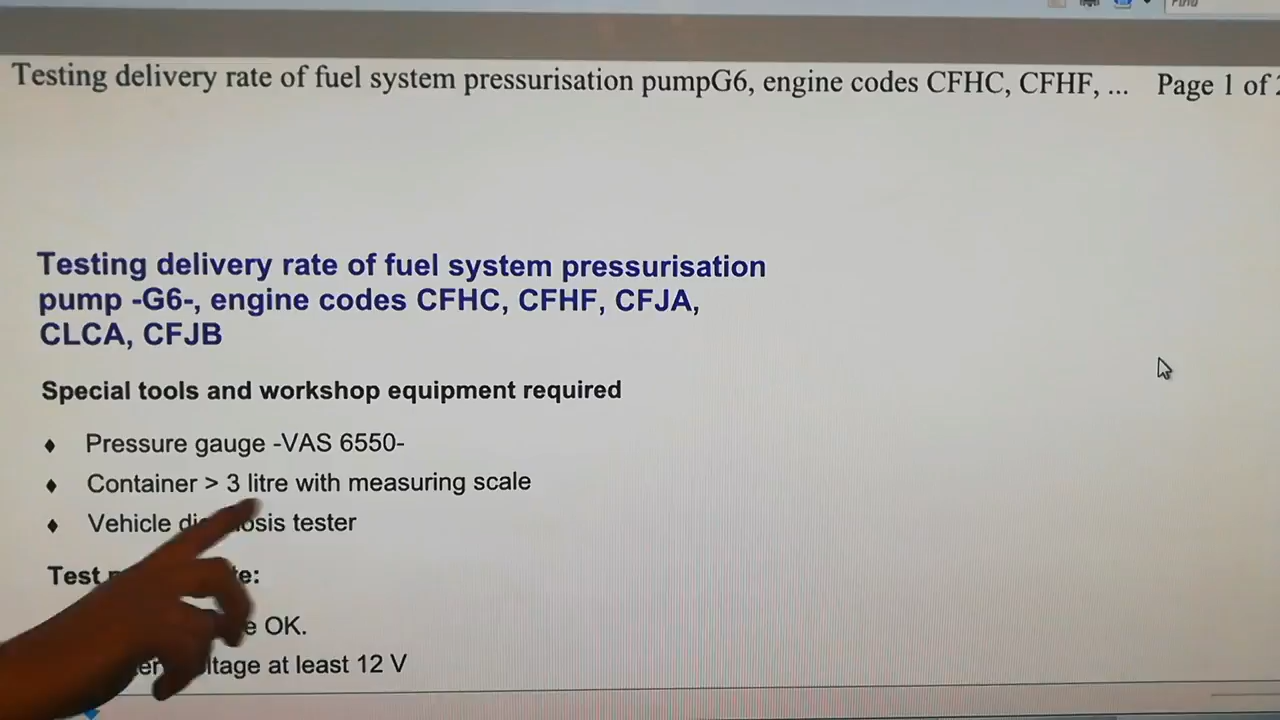 Testing delivery rate of fuel system pressurisation pumpG6, engine codes CFHC, CFHF, ... Page 1 of
Testing delivery rate of fuel system pressurisation
pump -G6-, engine codes CFHC, CFHF, CFJA,
CLCA, CFJB
Special tools and workshop equipment required
♦ Pressure gauge -VAS 6550-
♦ Container > 3 litre with measuring scale
♦ Vehicle tester
Test
OK.
at least 12 V